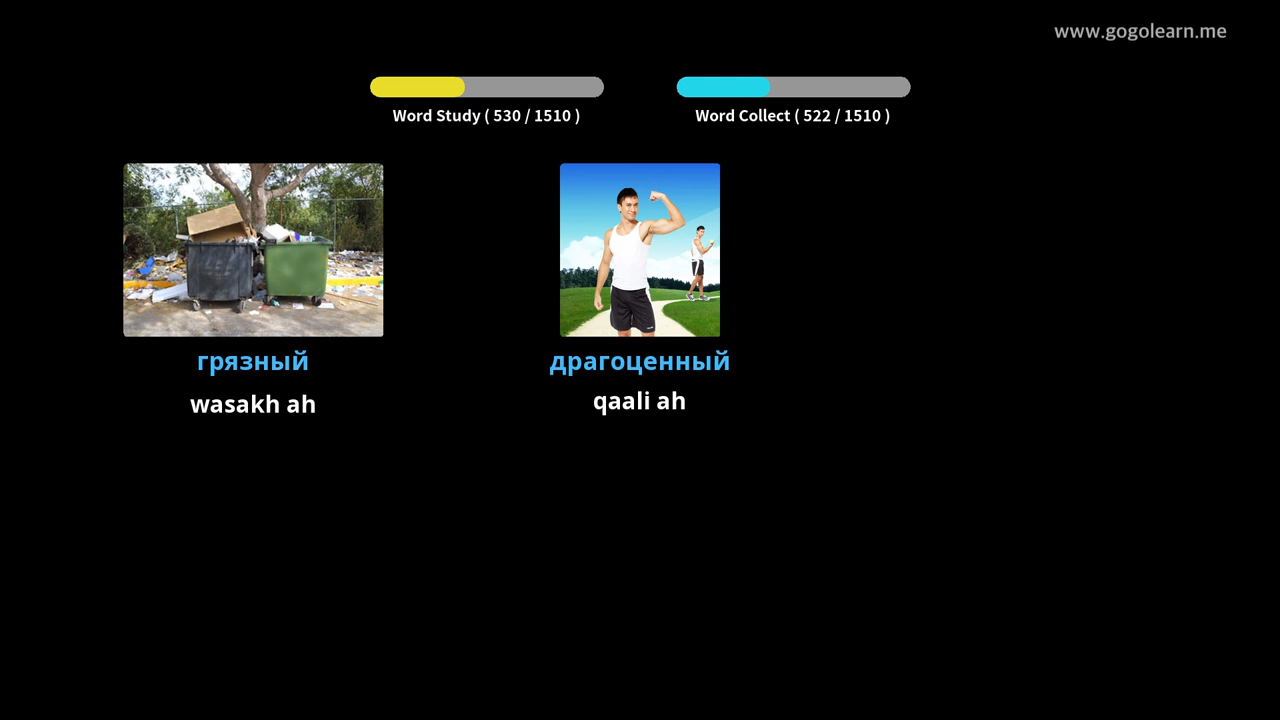 www.gogolearn.me
Word Study ( 530 / 1510 )
Word Collect ( 522 / 1510 )
грязный
wasakh ah
драгоценный
qaali ah